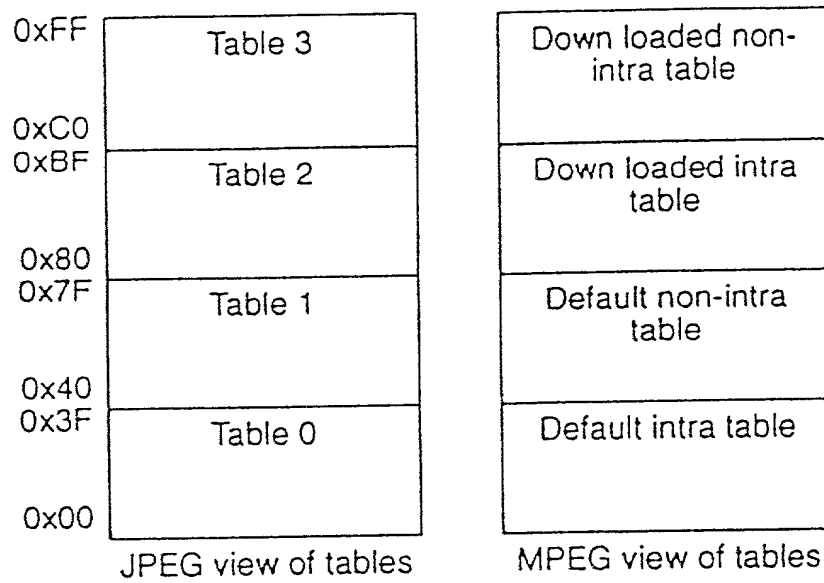 0xFF
Table 3
0xC0
0xBF
Table 2
0x80
0x7F
Table 1
0x40
0x3F
Table 0
0x00
JPEG view of tables
Down loaded non-
intra table
Down loaded intra
table
Default non-intra
table
Default intra table
MPEG view of tables